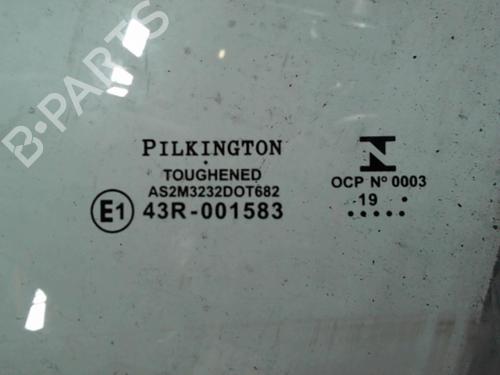 B-PARTS
PILKINGTON
TOUGHENED
AS2M3232DOT682
E1 43R-001583
N
OCP Nº 0003
19
.....